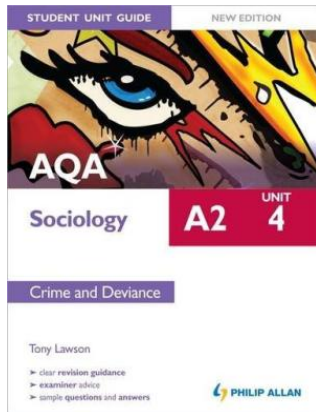 STUDENT UNIT GUIDE
NEW EDITION
AQA
Sociology
A2
UNIT
4
Crime and Deviance
Tony Lawson
➤ clear revision guidance
➤ examiner advice
➤ sample questions and answers
PHILIP ALLAN